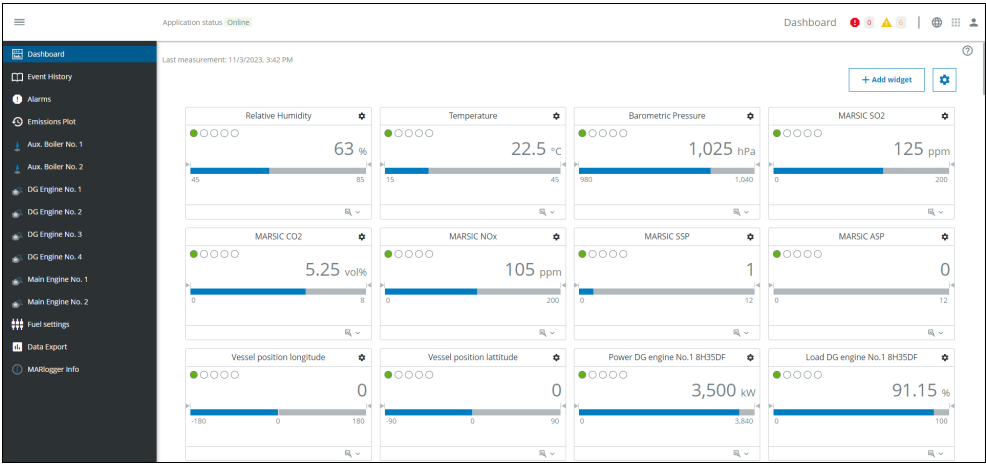 Application status Online
Dashboard 0 6
Dashboard
Event History
Alarms
Emissions Plot
Aux. Boiler No. 1
Aux. Boiler No. 2
DG Engine No. 1
DG Engine No. 2
DG Engine No. 3
DG Engine No. 4
Main Engine No. 1
Main Engine No. 2
Fuel settings
Data Export
MARlogger Info
Last measurement: 11/3/2023, 3:42 PM
+ Add widget
Relative Humidity
63 %
45 85
Temperature
22.5 °C
15 45
Barometric Pressure
1,025 hPa
980 1,040
MARSIC SO2
125 ppm
0 200
MARSIC CO2
5.25 vol%
0 8
MARSIC NOx
105 ppm
0 200
MARSIC SSP
1
0 12
MARSIC ASP
0
0 12
Vessel position longitude
0
-180 0 180
Vessel position lattitude
0
-90 0 90
Power DG engine No.1 8H35DF
3,500 kW
0 3,840
Load DG engine No.1 8H35DF
91.15 %
0 100